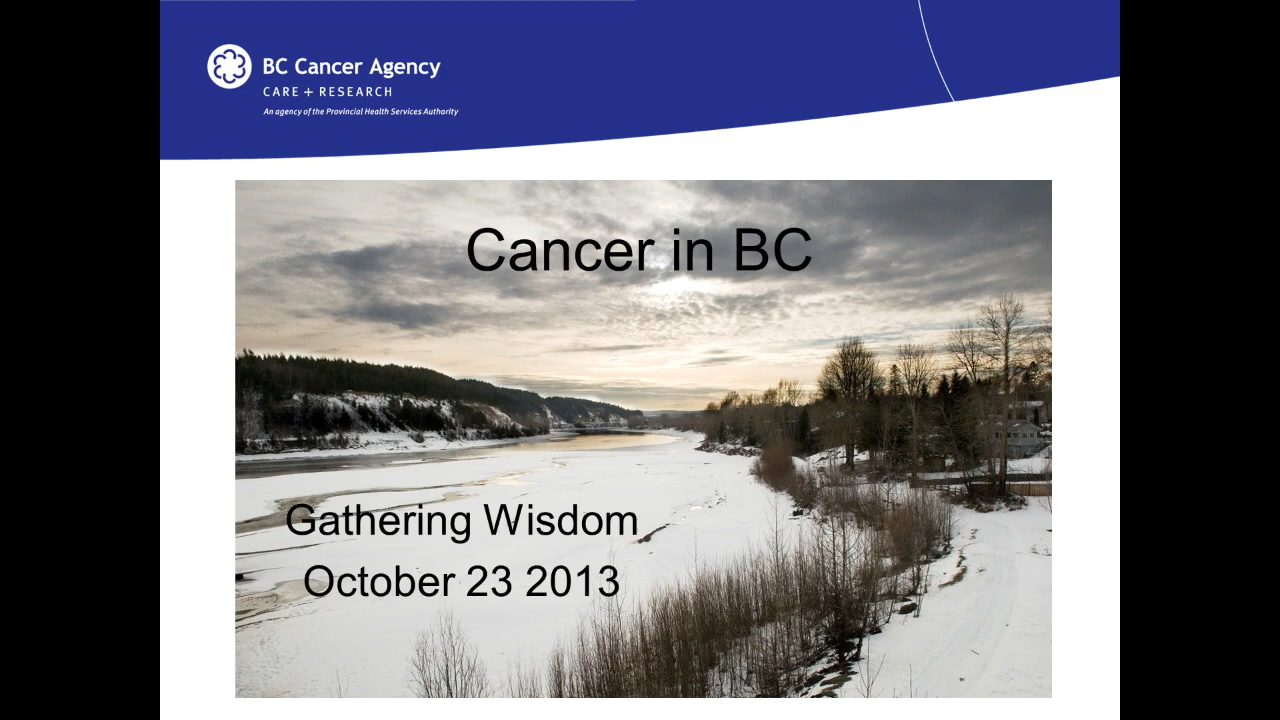 BC Cancer Agency
CARE + RESEARCH
An agency of the Provincial Health Services Authority
Cancer in BC
Gathering Wisdom
October 23 2013